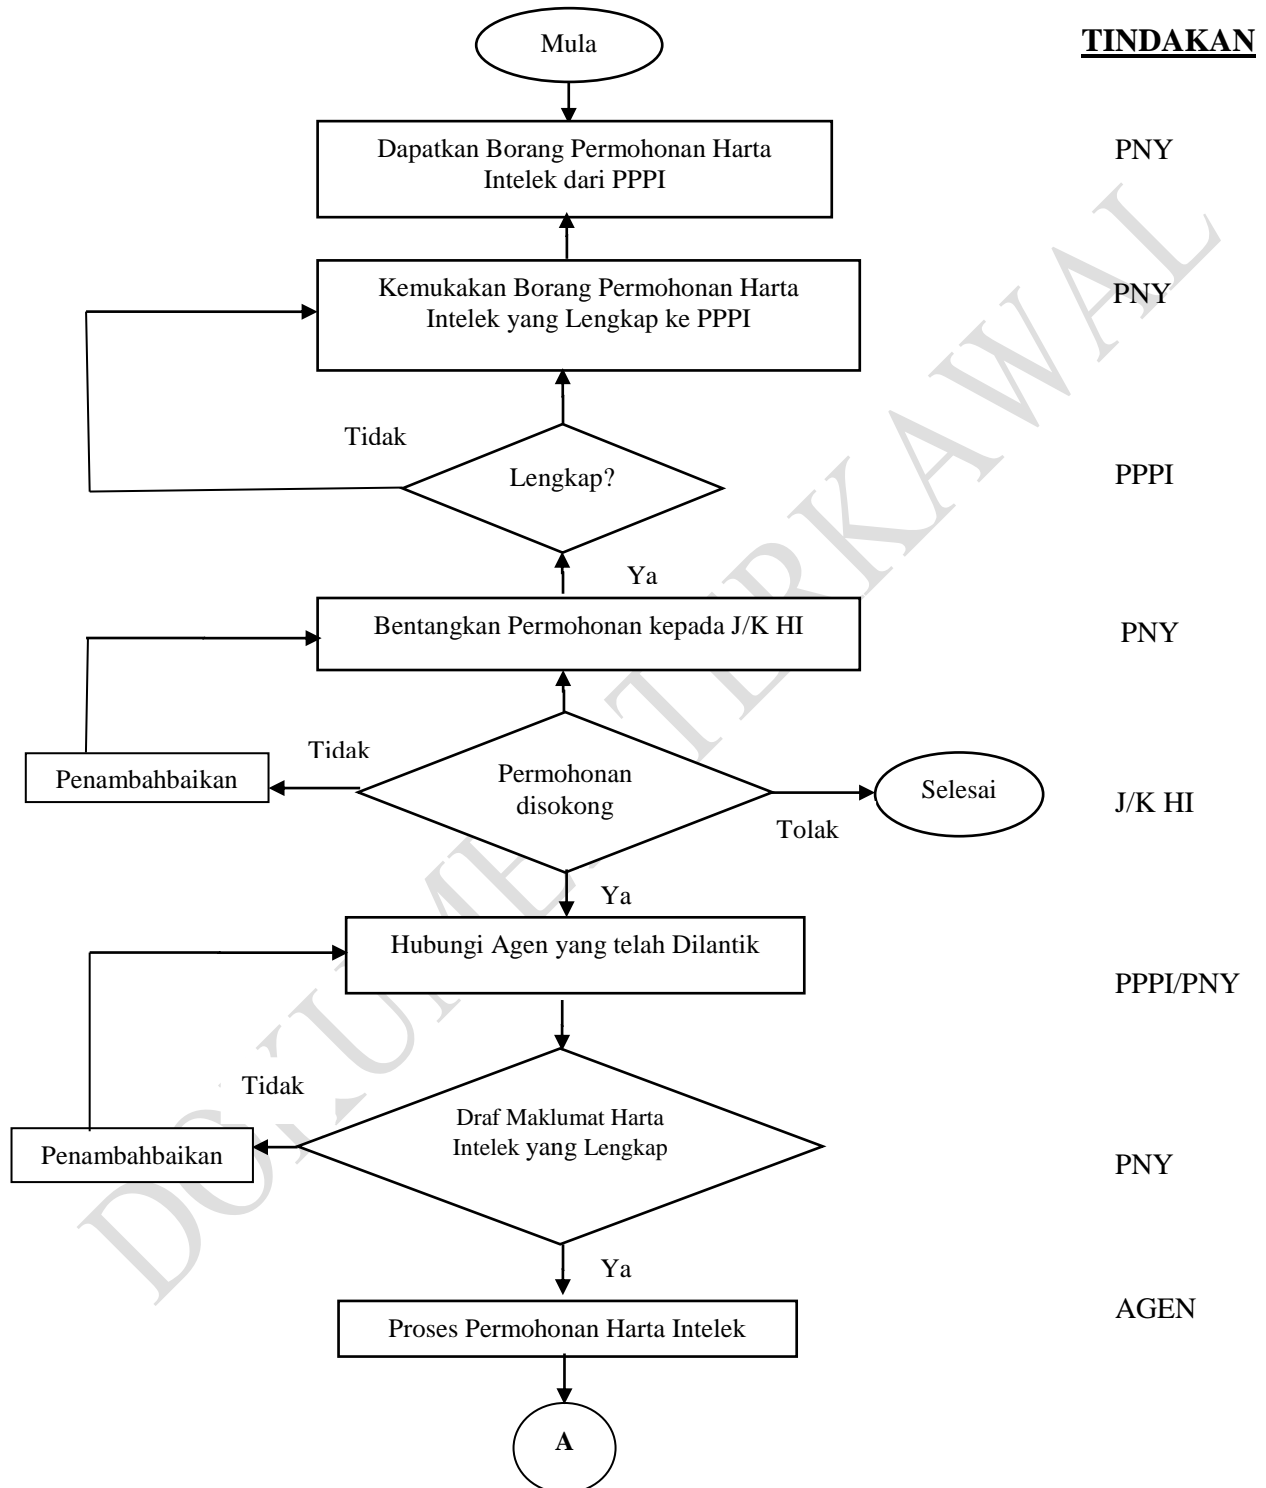 Mula
TINDAKAN
Dapatkan Borang Permohonan Harta
Intelek dari PPPI
PNY
Kemukakan Borang Permohonan Harta
Intelek yang Lengkap ke PPPI
PNY
Tidak
Lengkap?
PPPI
Ya
Bentangkan Permohonan kepada J/K HI
PNY
Tidak
Penambahbaikan
Permohonan
disokong
Selesai
Tolak
J/K HI
Ya
Hubungi Agen yang telah Dilantik
PPPI/PNY
Tidak
Penambahbaikan
Draf Maklumat Harta
Intelek yang Lengkap
PNY
Ya
Proses Permohonan Harta Intelek
AGEN
A
DOKUMEN TERKAWAL